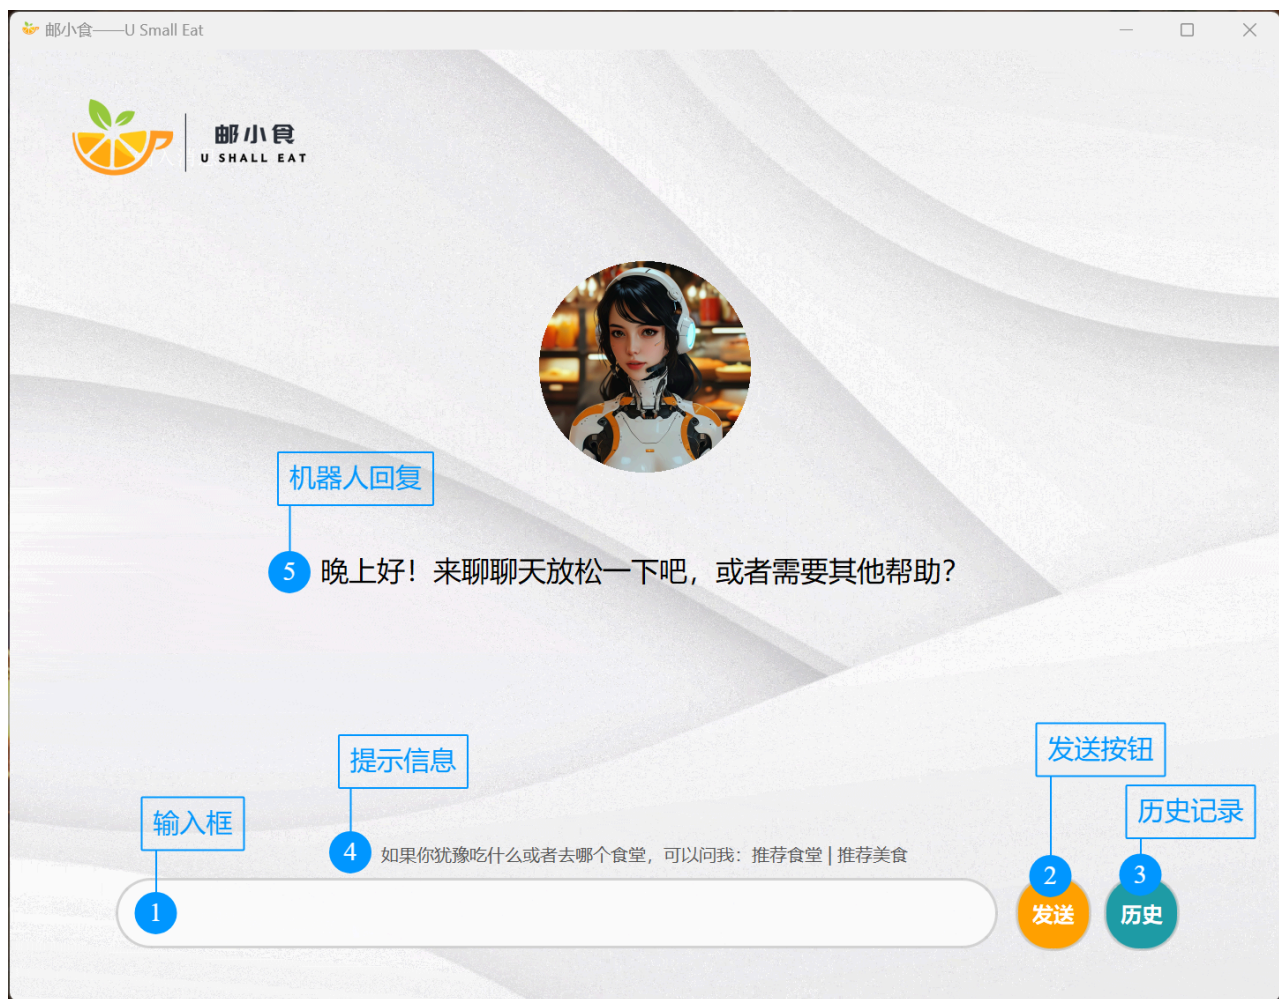 邮小食——U Small Eat
邮小食
U SHALL EAT
机器人回复
5 晚上好！来聊聊天放松一下吧，或者需要其他帮助？
提示信息
发送按钮
历史记录
输入框
4 如果你犹豫吃什么或者去哪个食堂，可以问我：推荐食堂 | 推荐美食
1
2
发送
3
历史